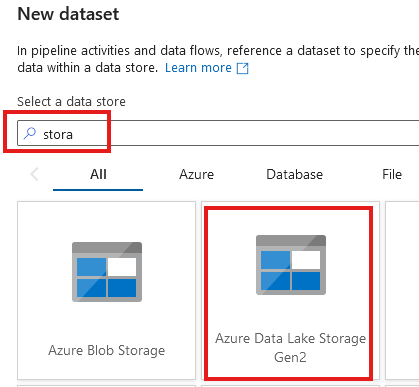 New dataset
In pipeline activities and data flows, reference a dataset to specify the
data within a data store. Learn more
Select a data store
stora
All Azure Database File
Azure Blob Storage
Azure Data Lake Storage
Gen2